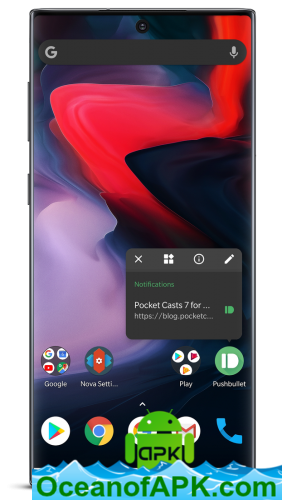 G
Notifications
Pocket Casts 7 for ...
https://blog.pocketc...
Google
Nova Setti...
Play
Pushbullet
APK
OceanofAPK.com